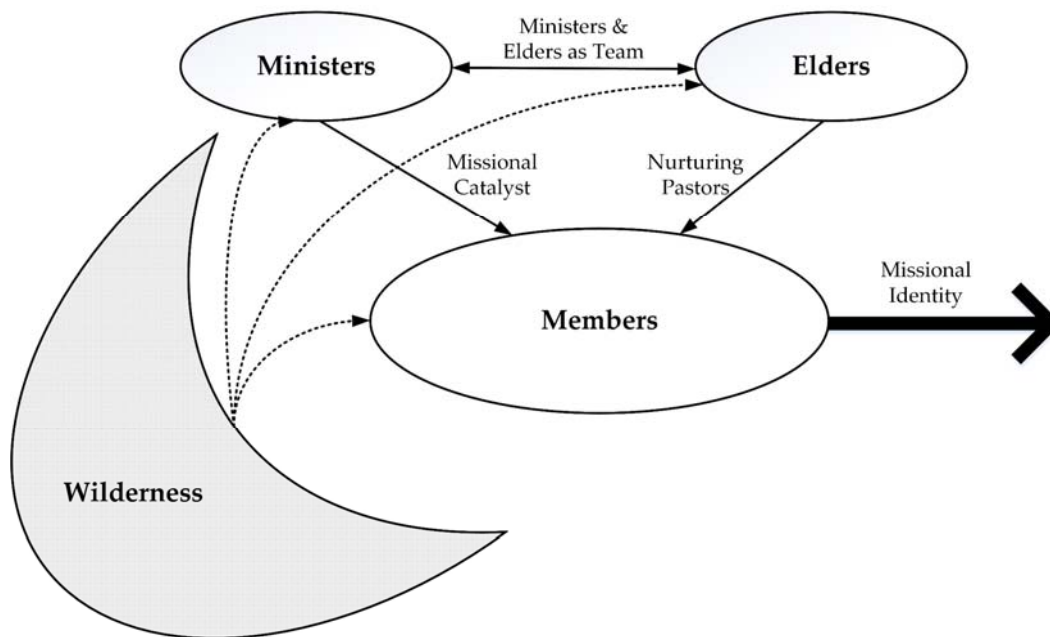 Ministers &
Elders as Team
Ministers
Elders
Missional
Catalyst
Nurturing
Pastors
Missional
Identity
Members
Wilderness